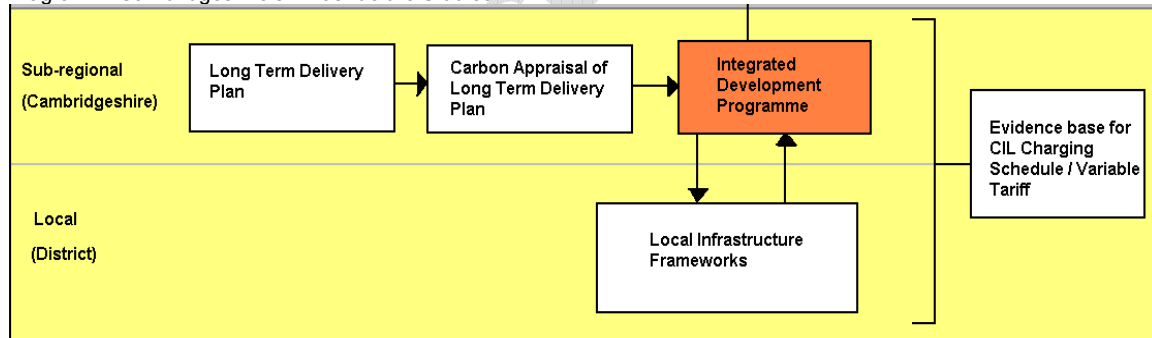 Sub-regional
(Cambridgeshire)
Long Term Delivery
Plan
Carbon Appraisal of
Long Term Delivery
Plan
Integrated
Development
Programme
Evidence base for
CIL Charging
Schedule / Variable
Tariff
Local
(District)
Local Infrastructure
Frameworks